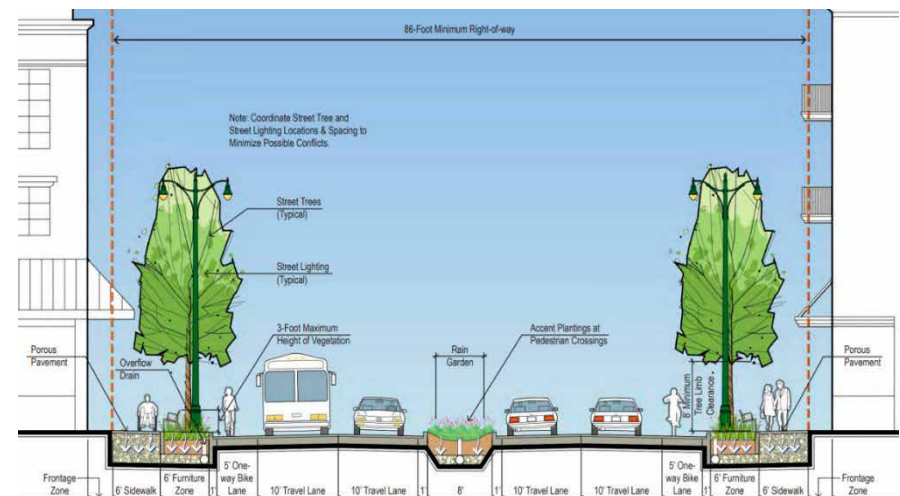 86-Foot Minimum Right-of-way
Note: Coordinate Street Tree and
Street Lighting Locations & Spacing to
Minimize Possible Conflicts.
Street Trees
(Typical)
Street Lighting
(Typical)
3-Foot Maximum
Height of Vegetation
Accent Plantings at
Pedestrian Crossings
Porous
Pavement
Overflow
Drain
Rain
Garden
8' Minimum
Tree Limb
Clearance
Porous
Pavement
Frontage
Zone
6' Sidewalk
6' Furniture
Zone
1'
5' One-
way Bike
Lane
10' Travel Lane
10' Travel Lane
1'
8'
1'
10' Travel Lane
10' Travel Lane
5' One-
way Bike
Lane
1'
6' Furniture
Zone
6' Sidewalk
Frontage
Zone